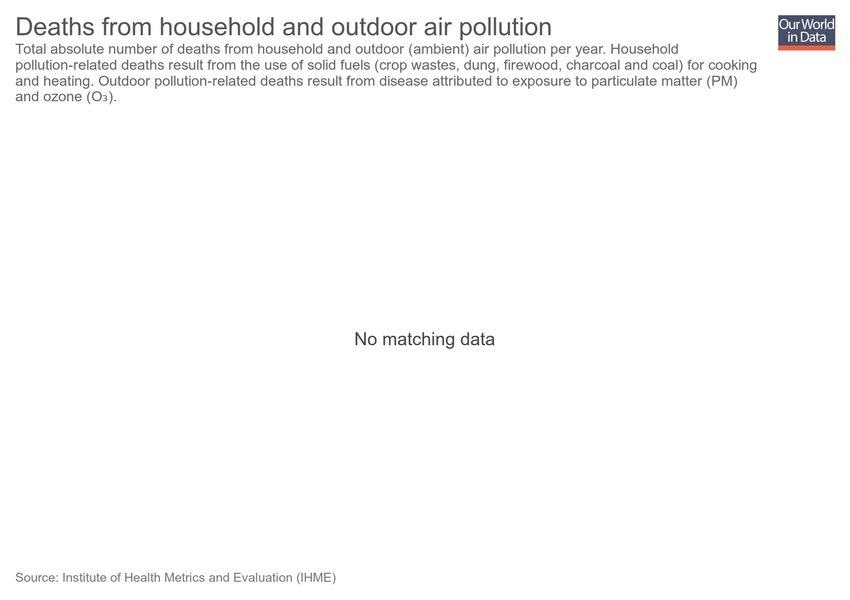 Deaths from household and outdoor air pollution
Our World
in Data
Total absolute number of deaths from household and outdoor (ambient) air pollution per year. Household
pollution-related deaths result from the use of solid fuels (crop wastes, dung, firewood, charcoal and coal) for cooking
and heating. Outdoor pollution-related deaths result from disease attributed to exposure to particulate matter (PM)
and ozone (O₃).
No matching data
Source: Institute of Health Metrics and Evaluation (IHME)